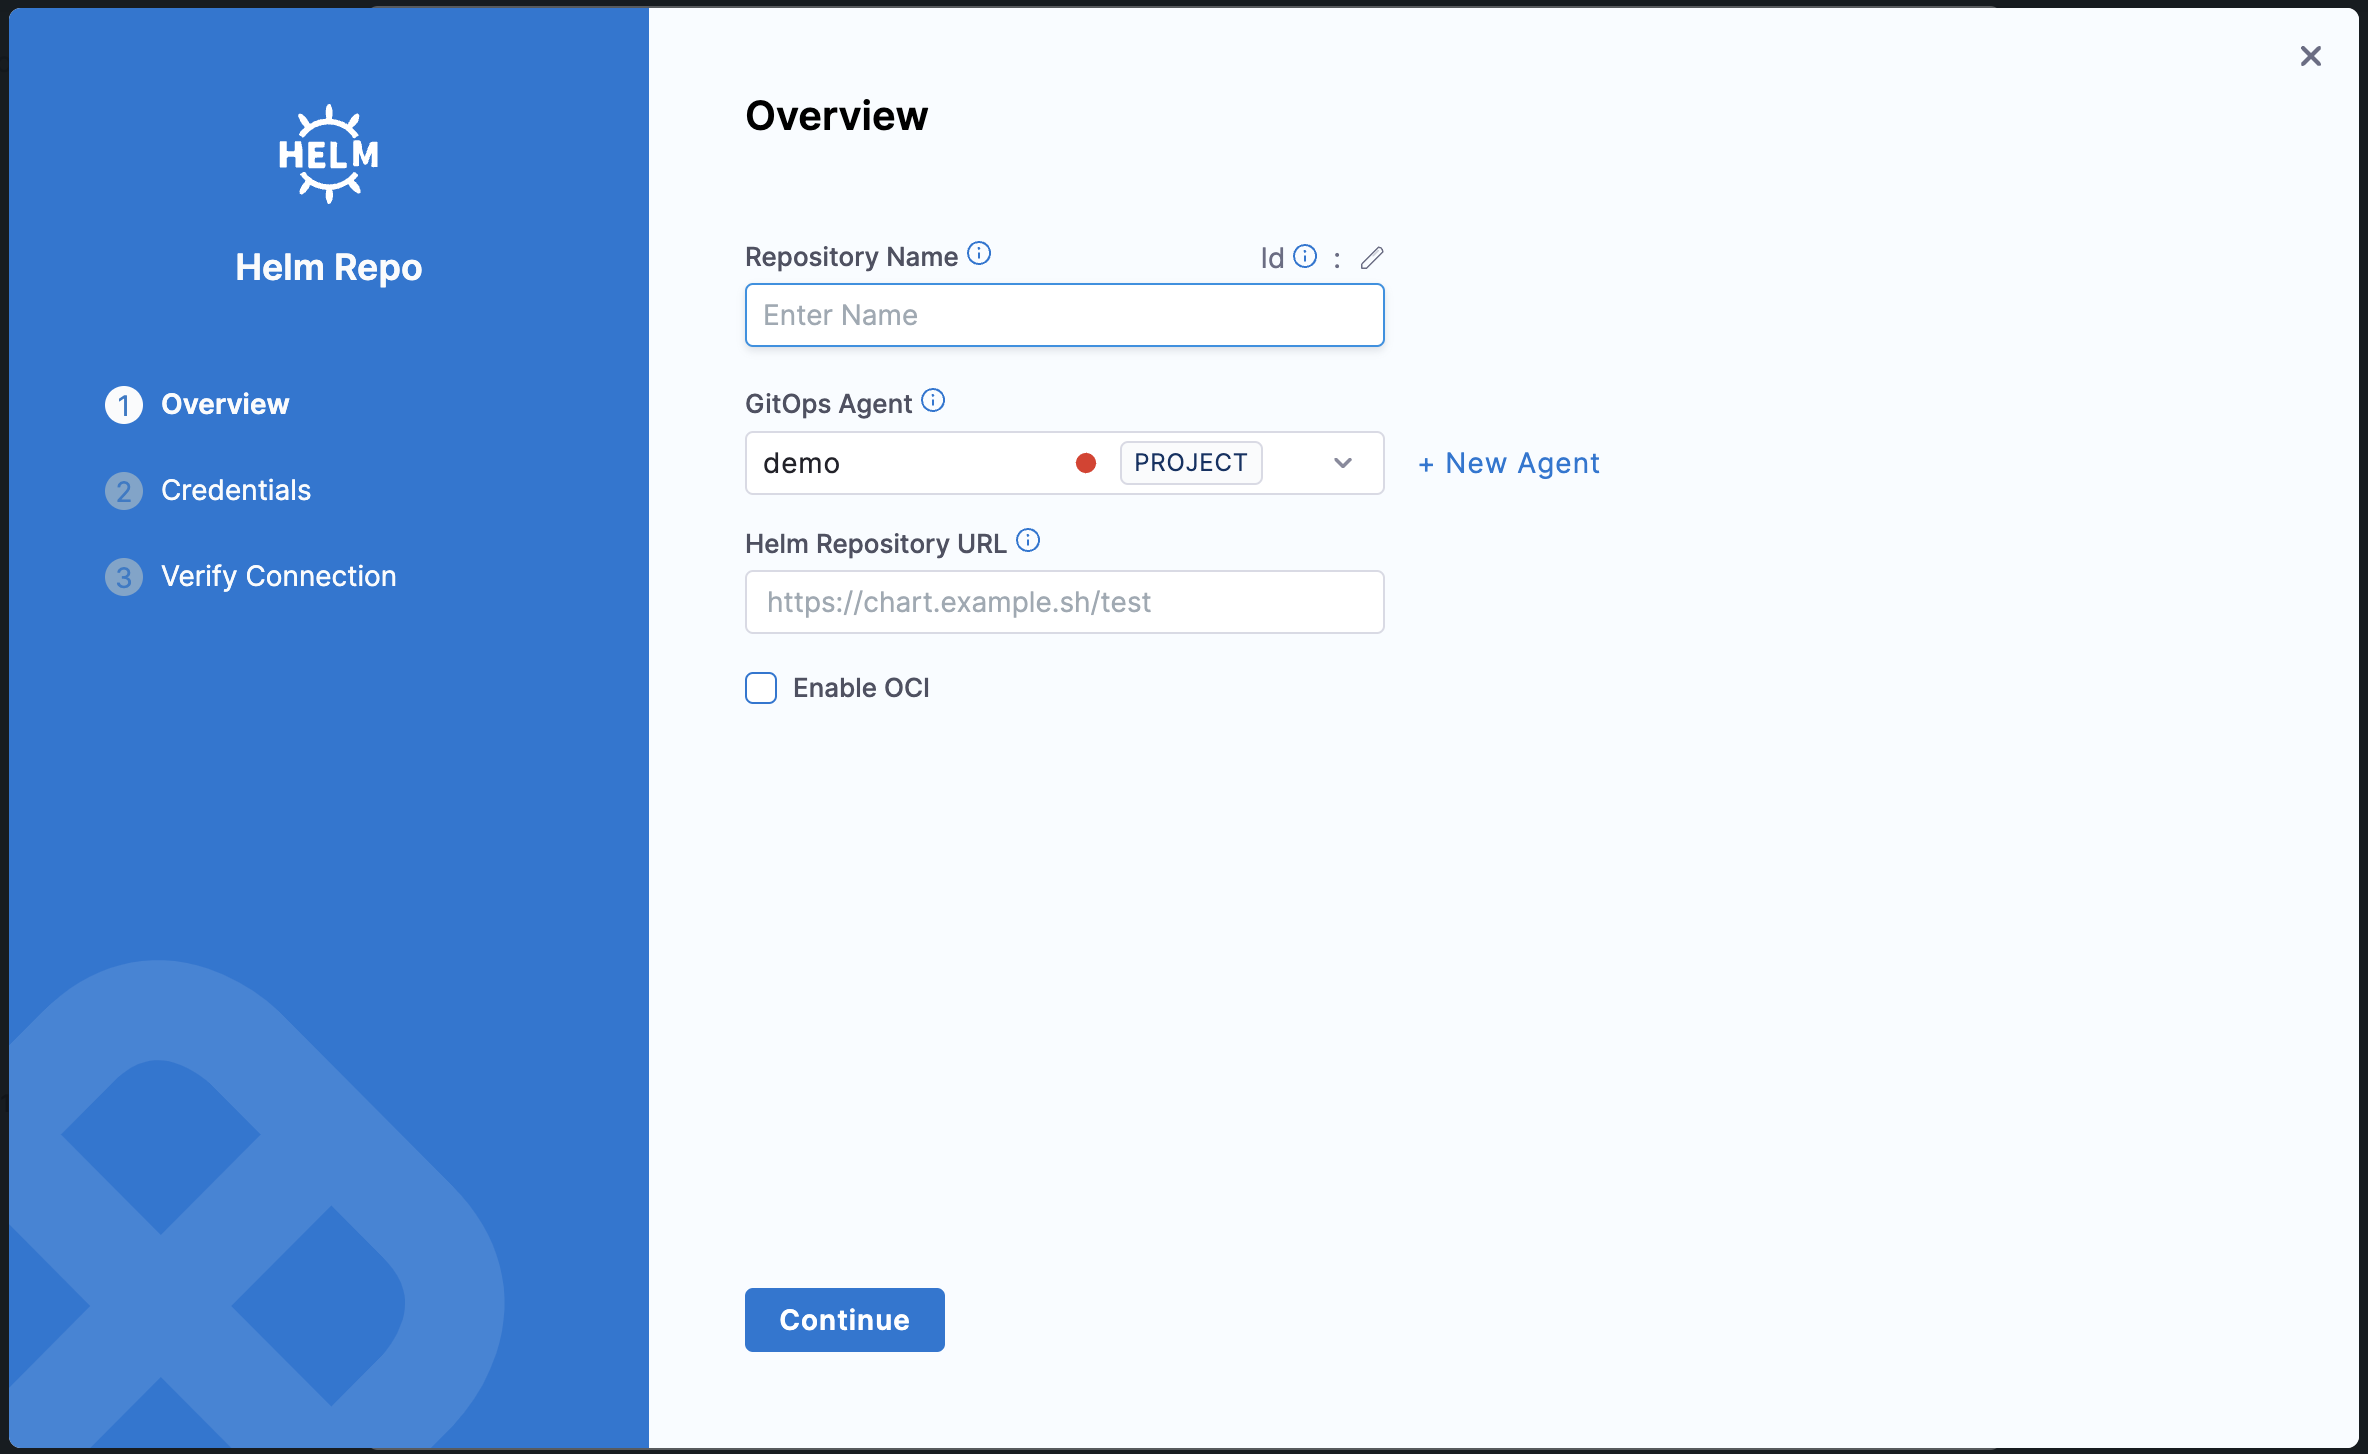 HELM
Helm Repo
1 Overview
2 Credentials
3 Verify Connection
Overview
Repository Name Id :
Enter Name
GitOps Agent
demo PROJECT + New Agent
Helm Repository URL
https://chart.example.sh/test
Enable OCI
Continue